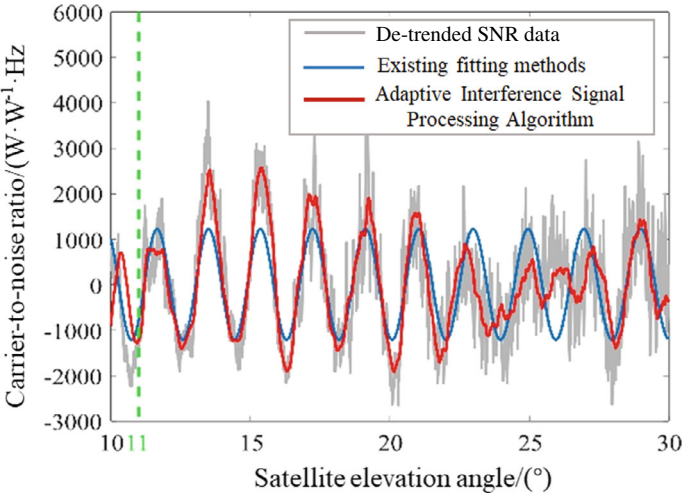 6000
5000
4000
3000
2000
1000
0
-1000
-2000
-3000
Carrier-to-noise ratio/(W·W-1·Hz
De-trended SNR data
Existing fitting methods
Adaptive Interference Signal
Processing Algorithm
10 11 15 20 25 30
Satellite elevation angle/(°)